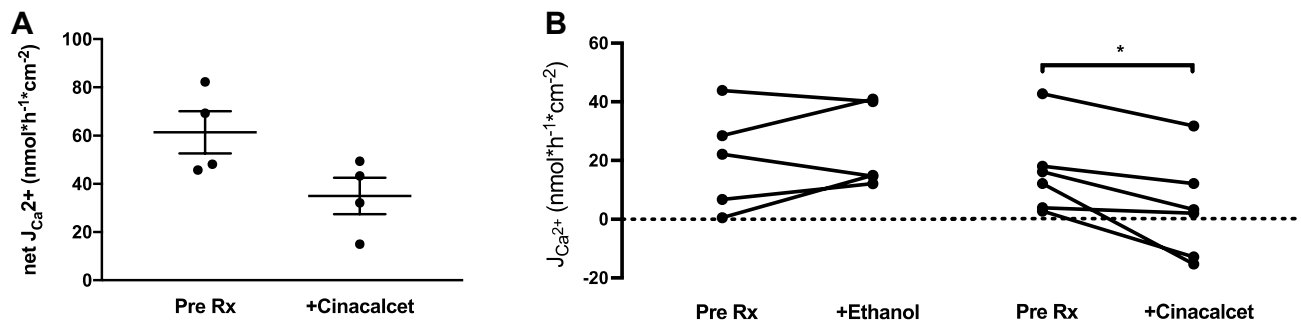 A
net J_Ca2+ (nmol*h-1*cm-2)
100
80
60
40
20
0
Pre Rx
+Cinacalcet
B
J_Ca2+ (nmol*h-1*cm-2)
60
40
20
0
-20
*
Pre Rx
+Ethanol
Pre Rx
+Cinacalcet